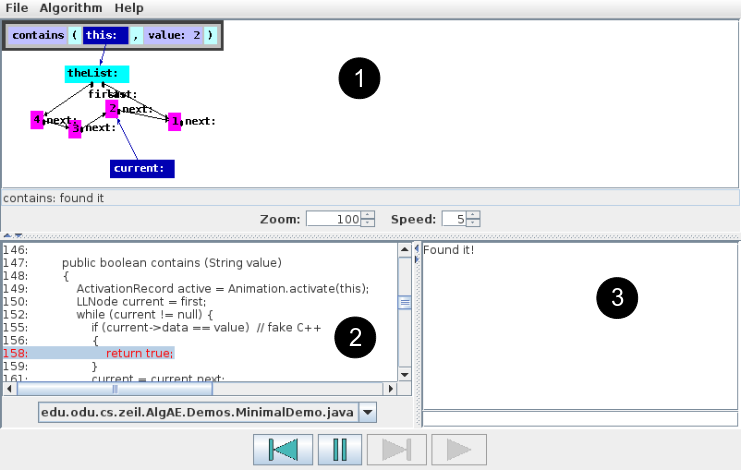 File Algorithm Help
contains ( this: , value: 2 )
theList:
first: last:
4 next: 3 next: 2 next: 1 next:
current:
1
contains: found it
Zoom: 100 Speed: 5
146:
147: public boolean contains (String value)
148: {
149: ActivationRecord active = Animation.activate(this);
150: LLNode current = first;
152: while (current != null) {
155: if (current->data == value) // fake C++
156: {
158: return true;
159: }
161: current = current.next;
2
edu.odu.cs.zeil.AlgAE.Demos.MinimalDemo.java
Found it!
3